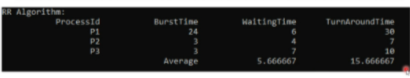 RR Algorithm:
ProcessId BurstTime WaitingTime TurnAroundTime
P1 24 6 30
P2 3 4 7
P3 3 7 10
Average 5.666667 15.666667